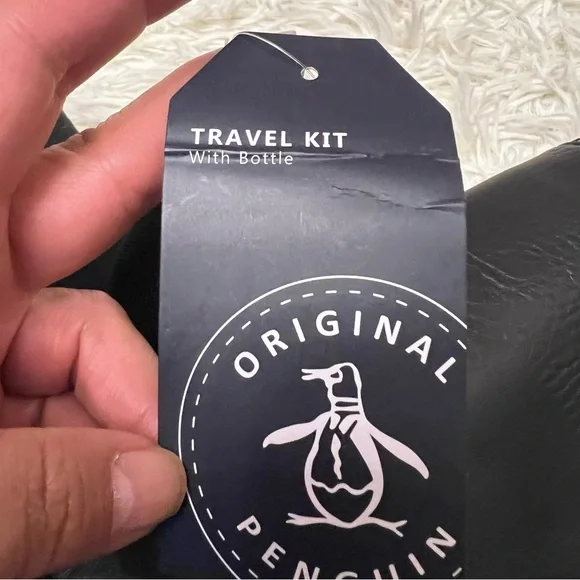 TRAVEL KIT
With Bottle
ORIGINAL
PENGUIN